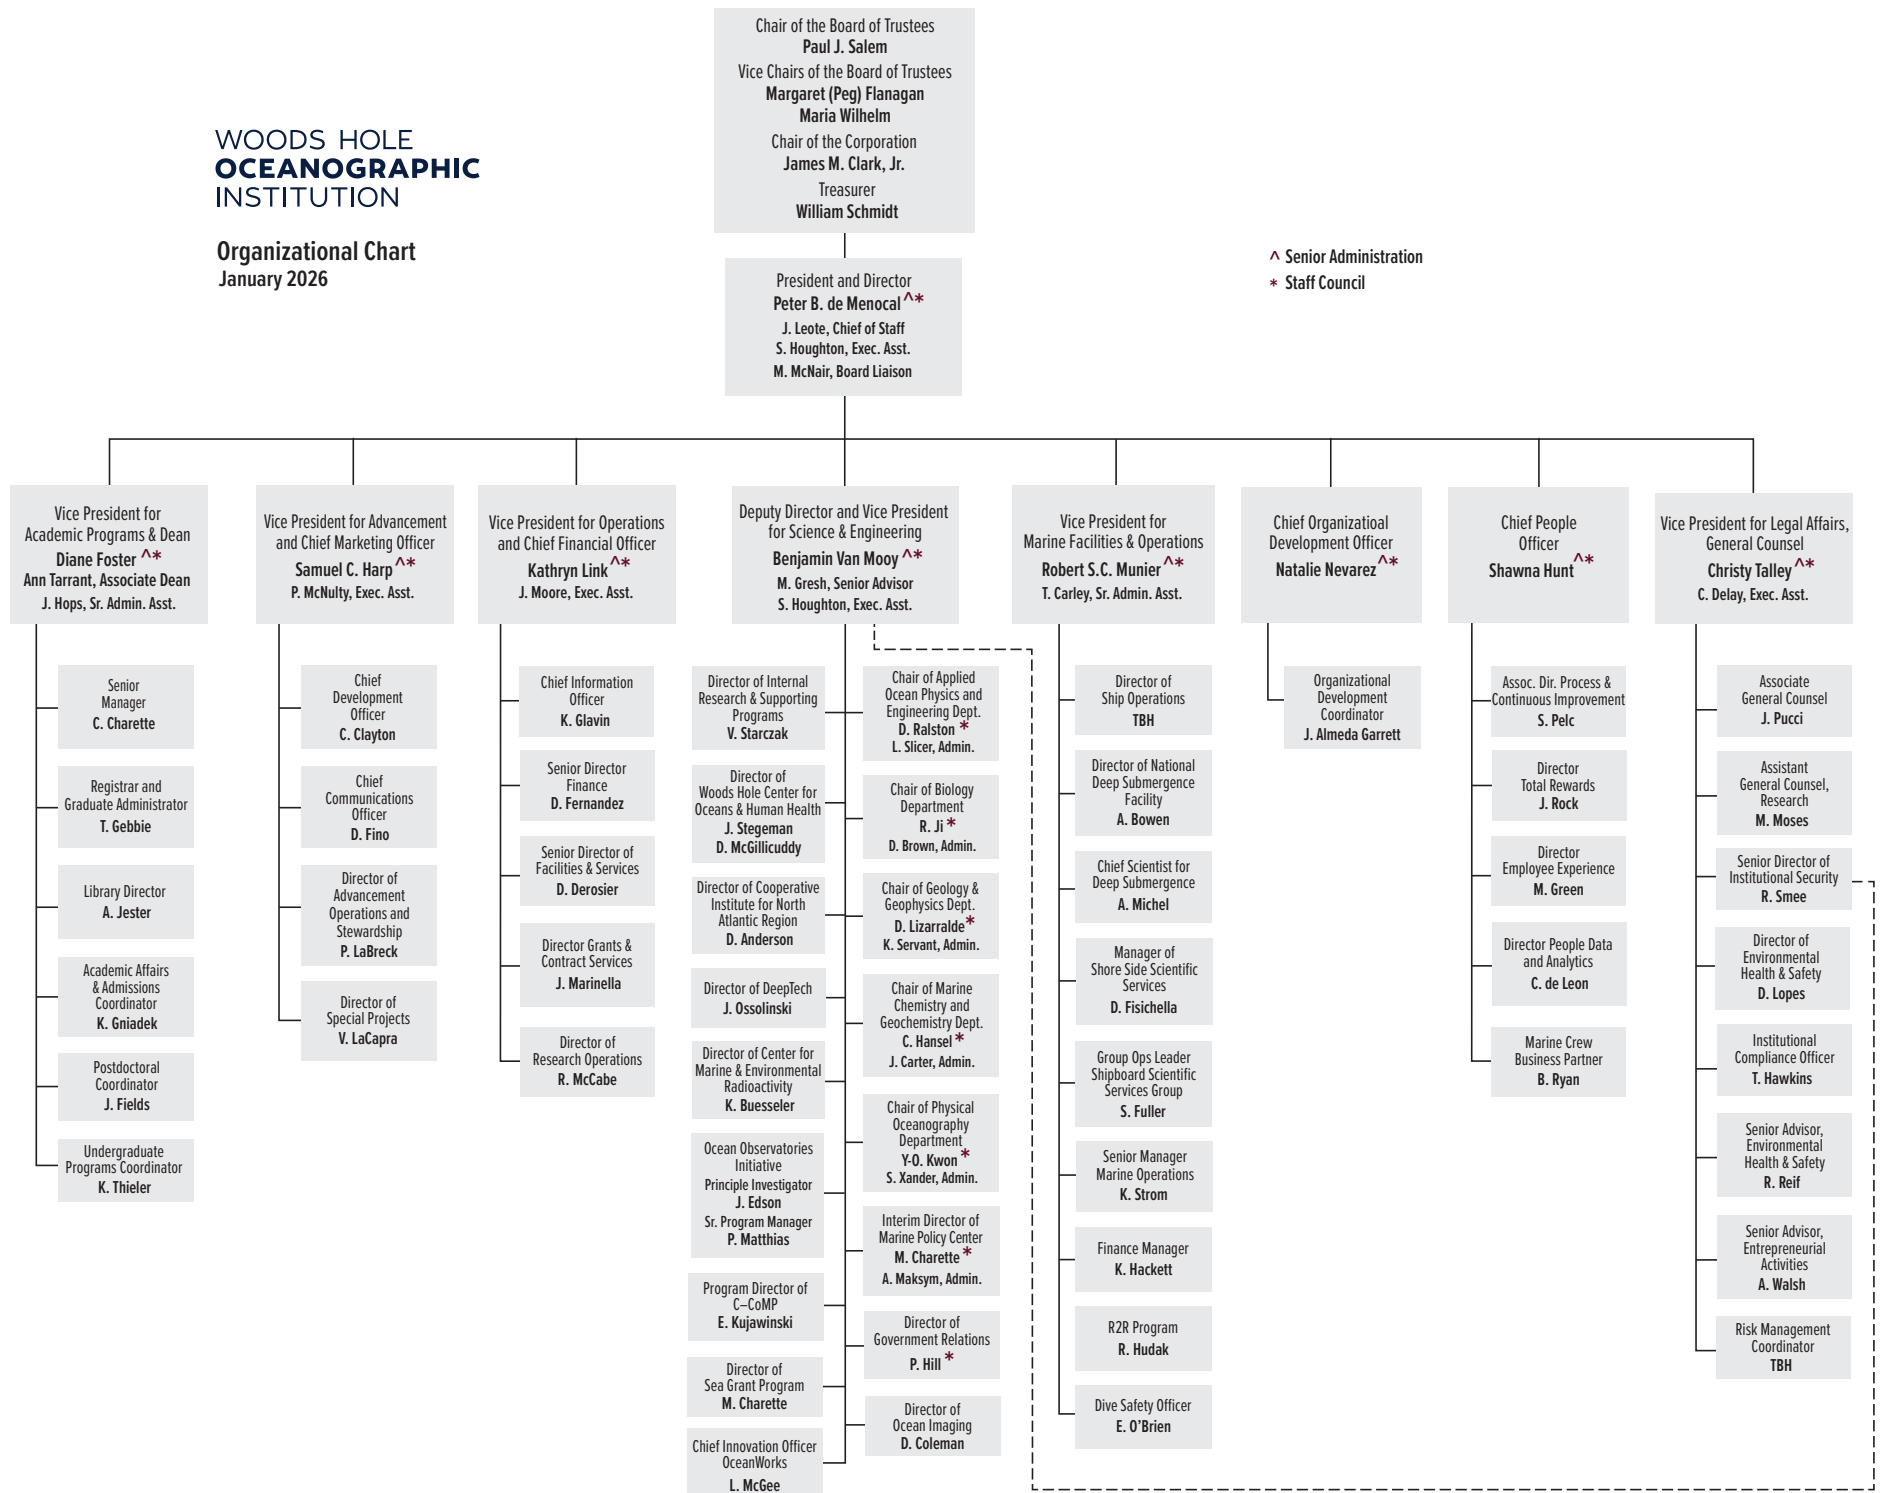 Chair of the Board of Trustees
Paul J. Salem
Vice Chairs of the Board of Trustees
Margaret (Peg) Flanagan
Maria Wilhelm
Chair of the Corporation
James M. Clark, Jr.
Treasurer
William Schmidt
WOODS HOLE
OCEANOGRAPHIC
INSTITUTION
Organizational Chart
January 2026
^ Senior Administration
* Staff Council
President and Director
Peter B. de Menocal ^*
J. Leote, Chief of Staff
S. Houghton, Exec. Asst.
M. McNair, Board Liaison
Vice President for
Academic Programs & Dean
Diane Foster ^*
Ann Tarrant, Associate Dean
J. Hops, Sr. Admin. Asst.
Senior
Manager
C. Charette
Registrar and
Graduate Administrator
T. Gebbie
Library Director
A. Jester
Academic Affairs
& Admissions
Coordinator
K. Gniadek
Postdoctoral
Coordinator
J. Fields
Undergraduate
Programs Coordinator
K. Thieler
Vice President for Advancement
and Chief Marketing Officer
Samuel C. Harp ^*
P. McNulty, Exec. Asst.
Chief
Development
Officer
C. Clayton
Chief
Communications
Officer
D. Fino
Director of
Advancement
Operations and
Stewardship
P. LaBreck
Director of
Special Projects
V. LaCapra
Vice President for Operations
and Chief Financial Officer
Kathryn Link ^*
J. Moore, Exec. Asst.
Chief Information
Officer
K. Glavin
Senior Director
Finance
D. Fernandez
Senior Director of
Facilities & Services
D. Derosier
Director Grants &
Contract Services
J. Marinella
Director of
Research Operations
R. McCabe
Deputy Director and Vice President
for Science & Engineering
Benjamin Van Mooy ^*
M. Gresh, Senior Advisor
S. Houghton, Exec. Asst.
Director of Internal
Research & Supporting
Programs
V. Starczak
Director of
Woods Hole Center for
Oceans & Human Health
J. Stegeman
D. McGillicuddy
Director of Cooperative
Institute for North
Atlantic Region
D. Anderson
Director of DeepTech
J. Ossolinski
Director of Center for
Marine & Environmental
Radioactivity
K. Buesseler
Ocean Observatories
Initiative
Principle Investigator
J. Edson
Sr. Program Manager
P. Matthias
Program Director of
C–CoMP
E. Kujawinski
Director of
Sea Grant Program
M. Charette
Chief Innovation Officer
OceanWorks
L. McGee
Chair of Applied
Ocean Physics and
Engineering Dept.
D. Ralston *
L. Slicer, Admin.
Chair of Biology
Department
R. Ji *
D. Brown, Admin.
Chair of Geology &
Geophysics Dept.
D. Lizarralde *
K. Servant, Admin.
Chair of Marine
Chemistry and
Geochemistry Dept.
C. Hansel *
J. Carter, Admin.
Chair of Physical
Oceanography
Department
Y-O. Kwon *
S. Xander, Admin.
Interim Director of
Marine Policy Center
M. Charette *
A. Maksym, Admin.
Director of
Government Relations
P. Hill *
Director of
Ocean Imaging
D. Coleman
Vice President for
Marine Facilities & Operations
Robert S.C. Munier ^*
T. Carley, Sr. Admin. Asst.
Director of
Ship Operations
TBH
Director of National
Deep Submergence
Facility
A. Bowen
Chief Scientist for
Deep Submergence
A. Michel
Manager of
Shore Side Scientific
Services
D. Fisichella
Group Ops Leader
Shipboard Scientific
Services Group
S. Fuller
Senior Manager
Marine Operations
K. Strom
Finance Manager
K. Hackett
R2R Program
R. Hudak
Dive Safety Officer
E. O’Brien
Chief Organizatioal
Development Officer
Natalie Nevarez ^*
Organizational
Development
Coordinator
J. Almeda Garrett
Chief People
Officer
Shawna Hunt ^*
Assoc. Dir. Process &
Continuous Improvement
S. Pelc
Director
Total Rewards
J. Rock
Director
Employee Experience
M. Green
Director People Data
and Analytics
C. de Leon
Marine Crew
Business Partner
B. Ryan
Vice President for Legal Affairs,
General Counsel
Christy Talley ^*
C. Delay, Exec. Asst.
Associate
General Counsel
J. Pucci
Assistant
General Counsel,
Research
M. Moses
Senior Director of
Institutional Security
R. Smee
Director of
Environmental
Health & Safety
D. Lopes
Institutional
Compliance Officer
T. Hawkins
Senior Advisor,
Environmental
Health & Safety
R. Reif
Senior Advisor,
Entrepreneurial
Activities
A. Walsh
Risk Management
Coordinator
TBH